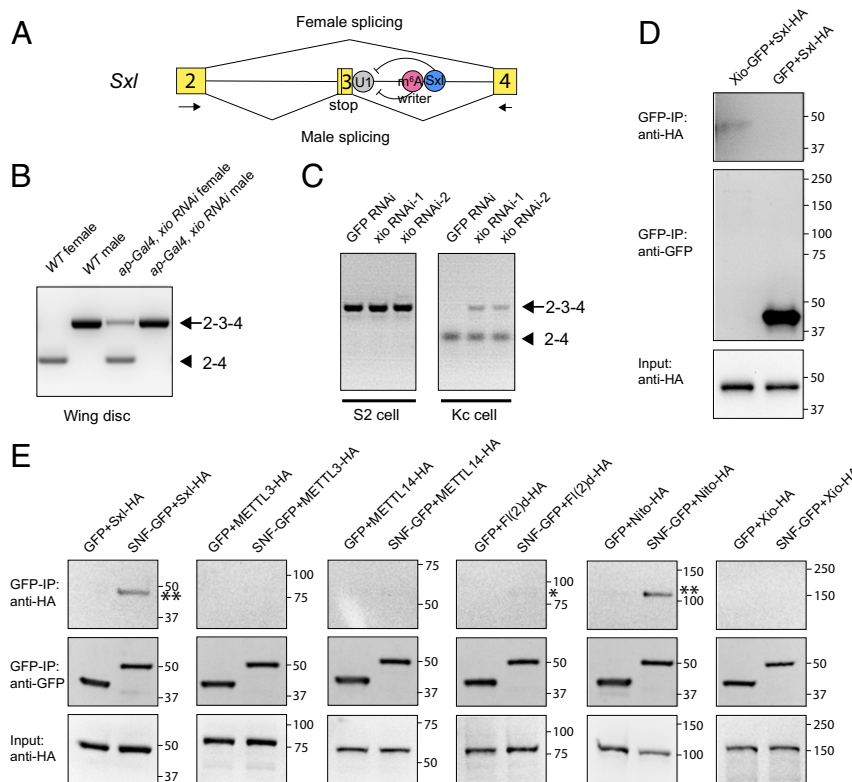 A
Female splicing
Sxl
2
3
U1
m⁶A
Sxl
4
stop
writer
Male splicing
B
WT female
WT male
ap-Gal4, xio RNAi female
ap-Gal4, xio RNAi male
2-3-4
2-4
Wing disc
C
GFP RNAi
xio RNAi-1
xio RNAi-2
GFP RNAi
xio RNAi-1
xio RNAi-2
2-3-4
2-4
S2 cell
Kc cell
D
Xio-GFP+Sxl-HA
GFP+Sxl-HA
GFP-IP:
anti-HA
50
37
GFP-IP:
anti-GFP
250
150
100
75
50
37
Input:
anti-HA
50
37
E
GFP+Sxl-HA
SNF-GFP+Sxl-HA
GFP+METTL3-HA
SNF-GFP+METTL3-HA
GFP+METTL14-HA
SNF-GFP+METTL14-HA
GFP+Fl(2)d-HA
SNF-GFP+Fl(2)d-HA
GFP+Nito-HA
SNF-GFP+Nito-HA
GFP+Xio-HA
SNF-GFP+Xio-HA
GFP-IP:
anti-HA
50
**
37
100
75
75
50
100
*
75
150
**
100
250
150
GFP-IP:
anti-GFP
50
37
50
37
50
37
50
37
50
37
50
37
Input:
anti-HA
50
37
100
75
75
50
100
75
150
100
250
150